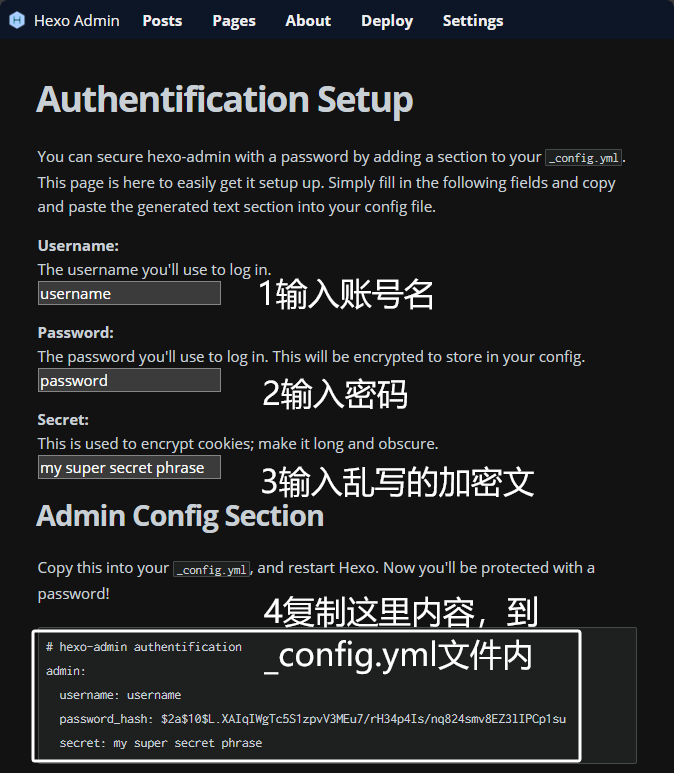 Hexo Admin Posts Pages About Deploy Settings
Authentification Setup
You can secure hexo-admin with a password by adding a section to your _config.yml.
This page is here to easily get it setup up. Simply fill in the following fields and copy
and paste the generated text section into your config file.
Username:
The username you'll use to log in.
username
1输入账号名
Password:
The password you'll use to log in. This will be encrypted to store in your config.
password
2输入密码
Secret:
This is used to encrypt cookies; make it long and obscure.
my super secret phrase
3输入乱写的加密文
Admin Config Section
Copy this into your _config.yml, and restart Hexo. Now you'll be protected with a
password!
4复制这里内容，到
_config.yml文件内
# hexo-admin authentification
admin:
username: username
password_hash: $2a$10$L.XAIqIWgTc5S1zpvV3MEu7/rH34p4Is/nq824smv8EZ3lIPCp1su
secret: my super secret phrase